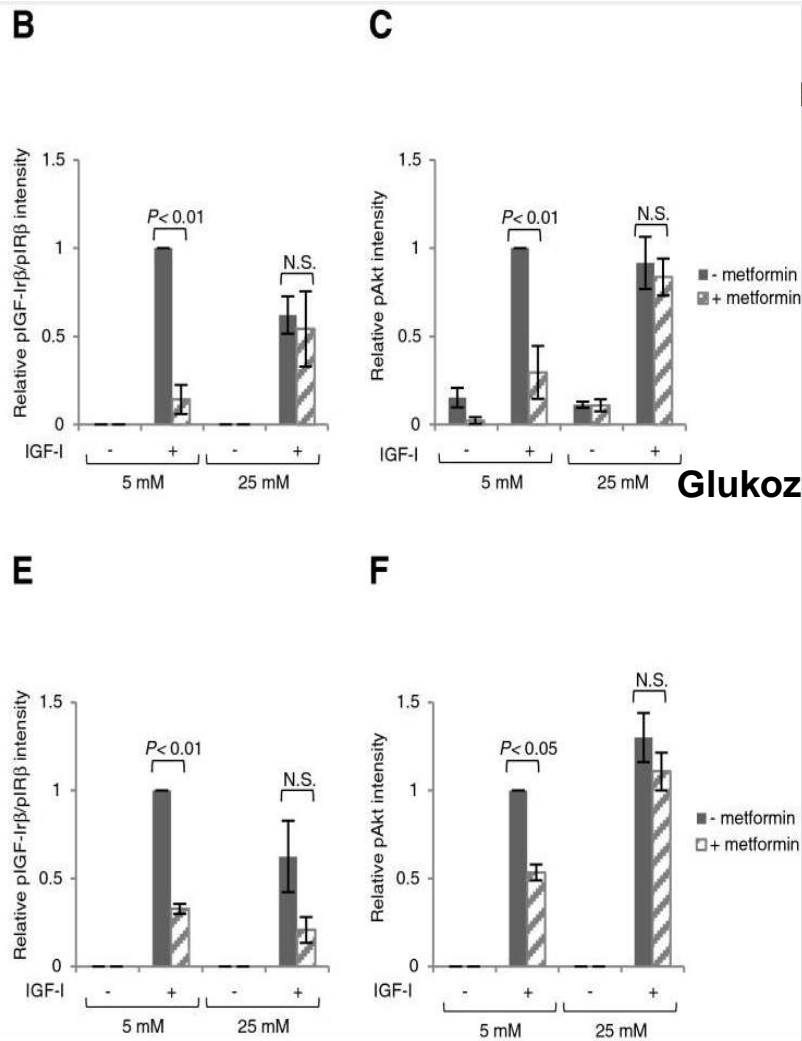 B
Relative pIGF-Irβ/pIRβ intensity
1.5
1
0.5
0
P< 0.01
N.S.
IGF-I - + - +
5 mM 25 mM
C
Relative pAkt intensity
1.5
1
0.5
0
P< 0.01
N.S.
- metformin
+ metformin
IGF-I - + - +
5 mM 25 mM
Glukoz
E
Relative pIGF-Irβ/pIRβ intensity
1.5
1
0.5
0
P< 0.01
N.S.
IGF-I - + - +
5 mM 25 mM
F
Relative pAkt intensity
1.5
1
0.5
0
P< 0.05
N.S.
- metformin
+ metformin
IGF-I - + - +
5 mM 25 mM